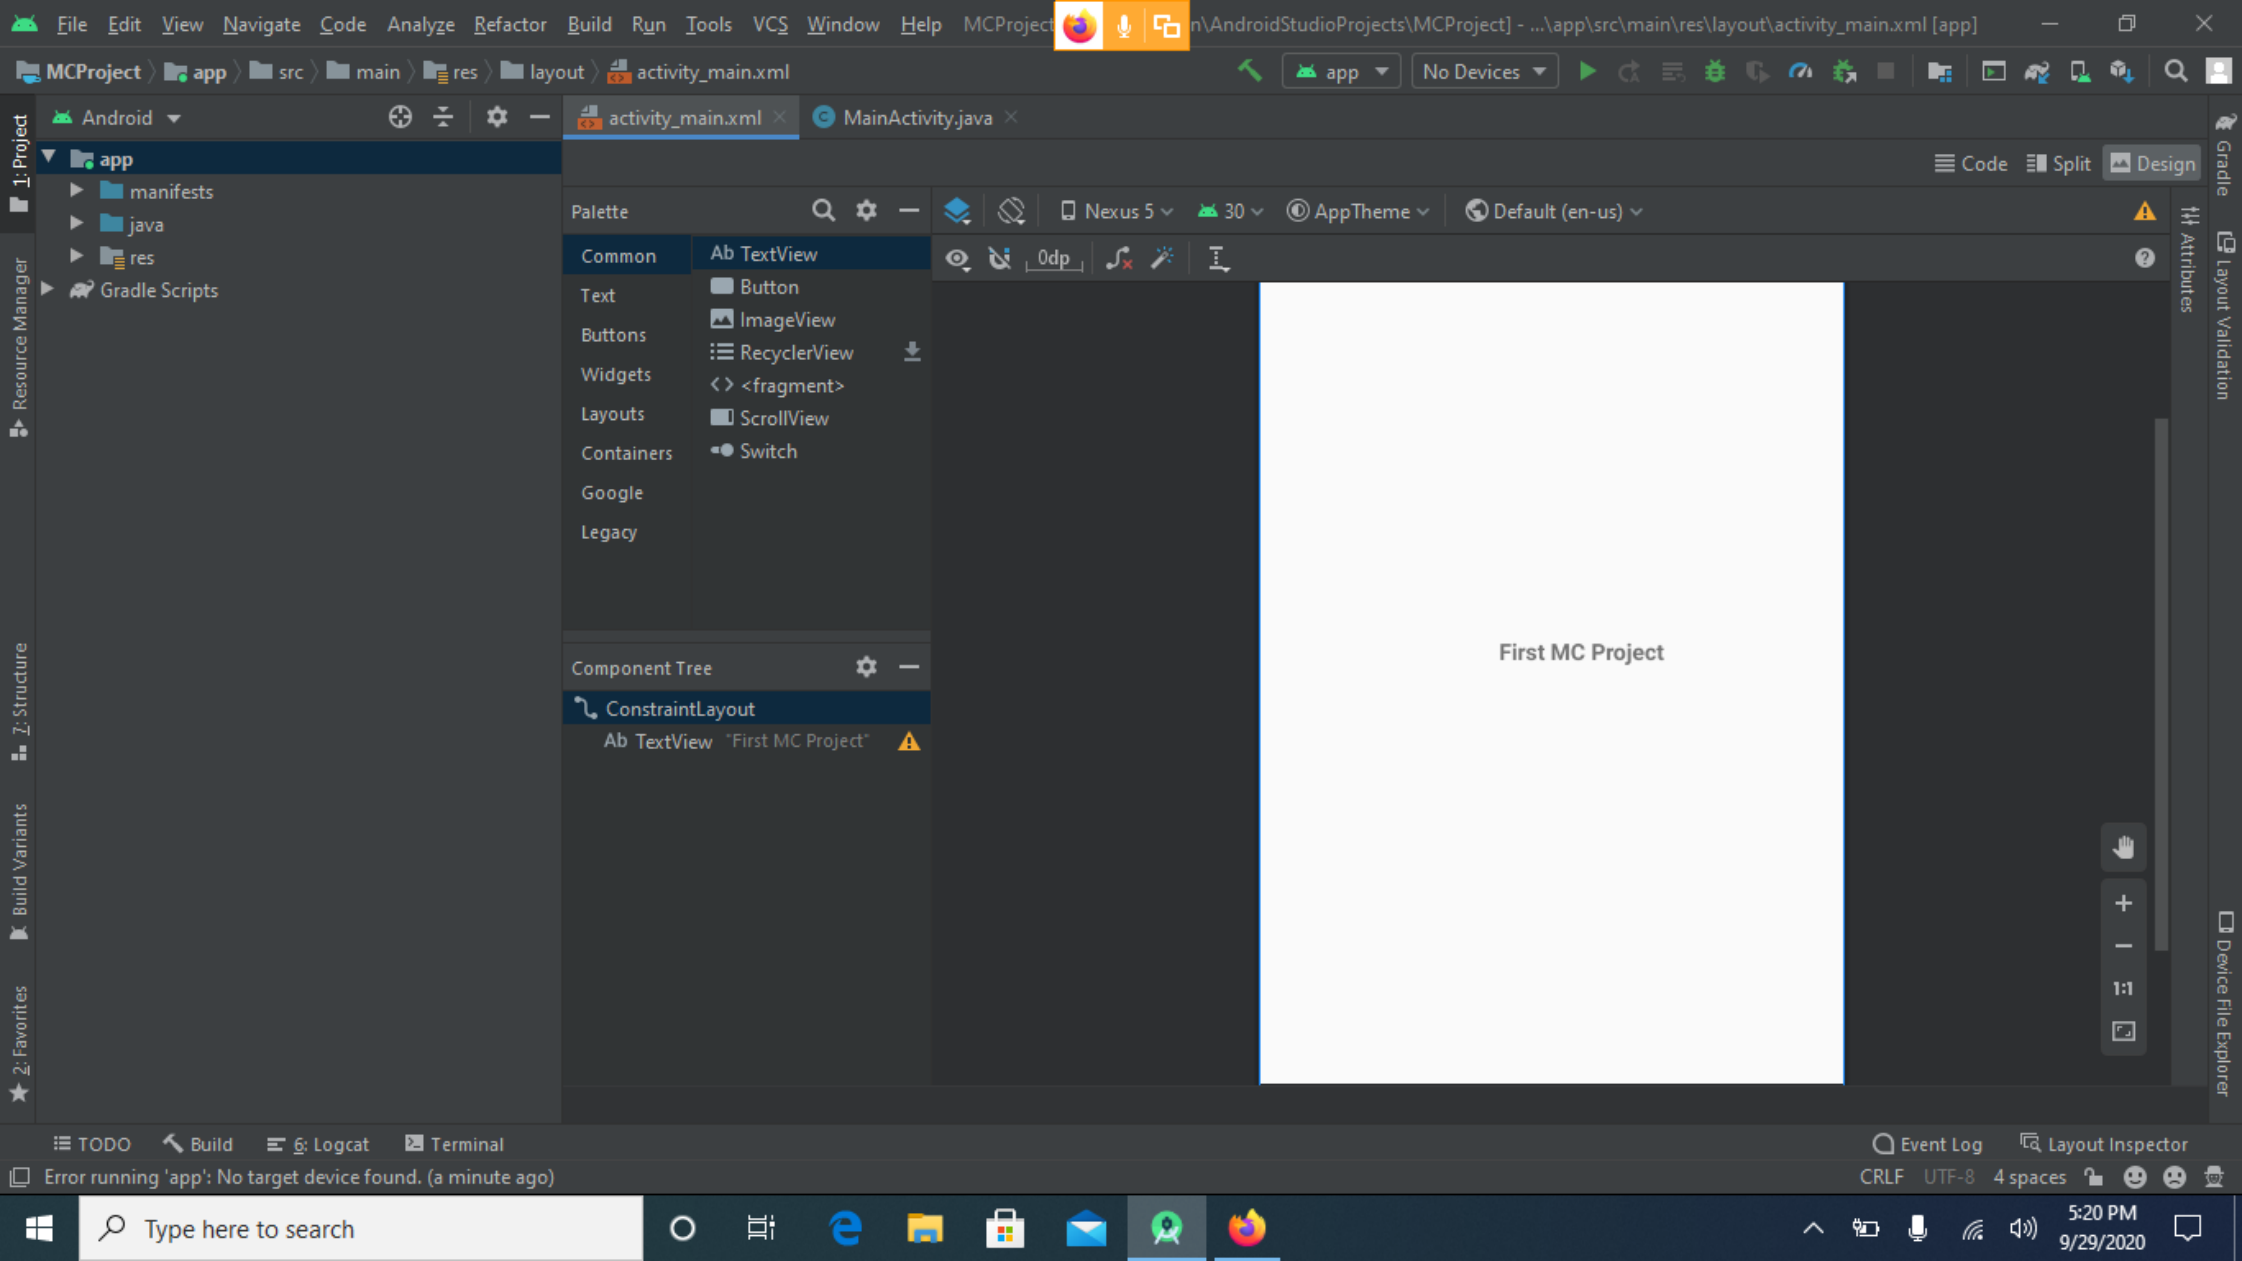 File Edit View Navigate Code Analyze Refactor Build Run Tools VCS Window Help MCProject n\AndroidStudioProjects\MCProject] - ...\app\src\main\res\layout\activity_main.xml [app]
MCProject app src main res layout activity_main.xml app No Devices
1: Project
Android
activity_main.xml MainActivity.java
app
manifests
java
res
Gradle Scripts
Resource Manager
7: Structure
Build Variants
2: Favorites
Code Split Design
Palette
Nexus 5 30 AppTheme Default (en-us)
0dp
Common
Text
Buttons
Widgets
Layouts
Containers
Google
Legacy
Ab TextView
Button
ImageView
RecyclerView
<> <fragment>
ScrollView
Switch
Component Tree
ConstraintLayout
Ab TextView "First MC Project"
First MC Project
1:1
Gradle
Attributes
Layout Validation
Device File Explorer
TODO Build 6: Logcat Terminal Event Log Layout Inspector
Error running 'app': No target device found. (a minute ago) CRLF UTF-8 4 spaces
Type here to search
5:20 PM
9/29/2020